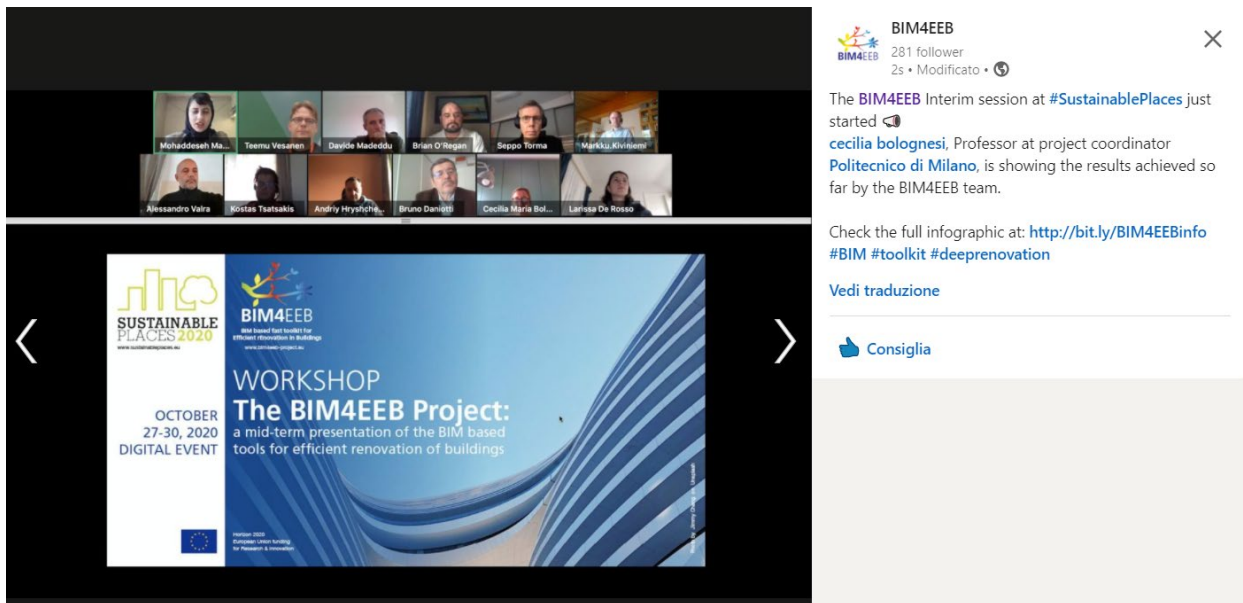 Mohaddeseh Ma...
Teemu Vesanen
Davide Madeddu
Brian O'Regan
Seppo Torma
Markku.Kiviniemi
Alessandro Valra
Kostas Tsatsakis
Andriy Hryshche...
Bruno Daniotti
Cecilia Maria Bol...
Larissa De Rosso
SUSTAINABLE
PLACES 2020
www.sustainableplaces.eu
OCTOBER
27-30, 2020
DIGITAL EVENT
BIM4EEB
BIM based fast toolkit for
Efficient rEnovation in Buildings
www.bim4eeb-project.eu
WORKSHOP
The BIM4EEB Project:
a mid-term presentation of the BIM based
tools for efficient renovation of buildings
Horizon 2020
European Union funding
for Research & Innovation
BIM4EEB
BIM4EEB
281 follower
2s • Modificato •
The BIM4EEB Interim session at #SustainablePlaces just
started
cecilia bolognesi, Professor at project coordinator
Politecnico di Milano, is showing the results achieved so
far by the BIM4EEB team.
Check the full infographic at: http://bit.ly/BIM4EEBinfo
#BIM #toolkit #deeprenovation
Vedi traduzione
Consiglia